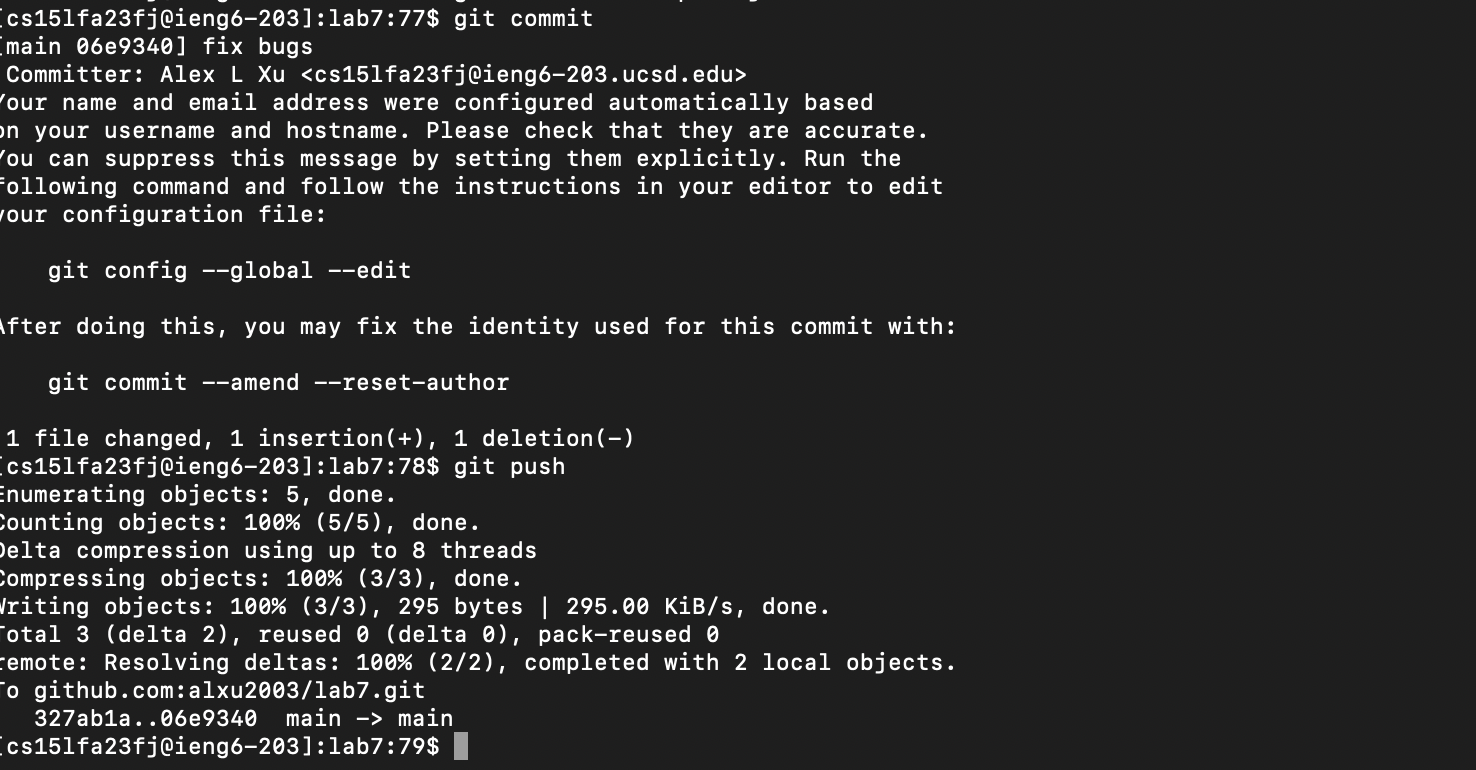 [cs15lfa23fj@ieng6-203]:lab7:77$ git commit
[main 06e9340] fix bugs
 Committer: Alex L Xu <cs15lfa23fj@ieng6-203.ucsd.edu>
Your name and email address were configured automatically based
on your username and hostname. Please check that they are accurate.
You can suppress this message by setting them explicitly. Run the
following command and follow the instructions in your editor to edit
your configuration file:

    git config --global --edit

After doing this, you may fix the identity used for this commit with:

    git commit --amend --reset-author

 1 file changed, 1 insertion(+), 1 deletion(-)
[cs15lfa23fj@ieng6-203]:lab7:78$ git push
Enumerating objects: 5, done.
Counting objects: 100% (5/5), done.
Delta compression using up to 8 threads
Compressing objects: 100% (3/3), done.
Writing objects: 100% (3/3), 295 bytes | 295.00 KiB/s, done.
Total 3 (delta 2), reused 0 (delta 0), pack-reused 0
remote: Resolving deltas: 100% (2/2), completed with 2 local objects.
To github.com:alxu2003/lab7.git
   327ab1a..06e9340  main -> main
[cs15lfa23fj@ieng6-203]:lab7:79$